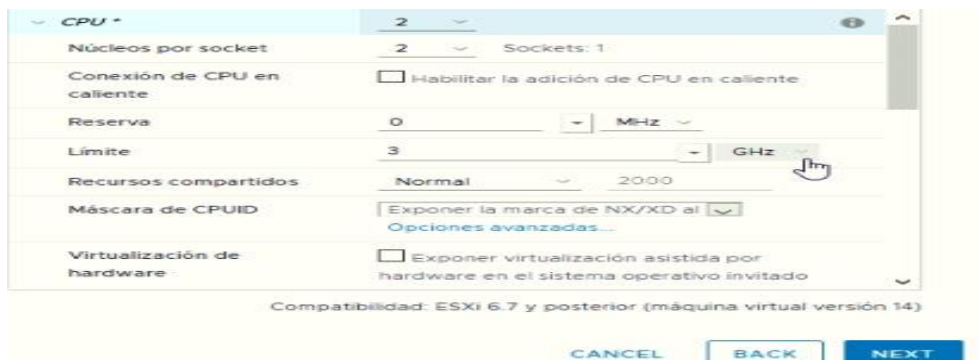 CPU * 2
Núcleos por socket 2 Sockets: 1
Conexión de CPU en caliente Habilitar la adición de CPU en caliente
Reserva 0 MHz
Límite 3 GHz
Recursos compartidos Normal 2000
Máscara de CPUID Exponer la marca de NX/XD al
Opciones avanzadas...
Virtualización de hardware Exponer virtualización asistida por
hardware en el sistema operativo invitado
Compatibilidad: ESXi 6.7 y posterior (máquina virtual versión 14)
CANCEL BACK NEXT